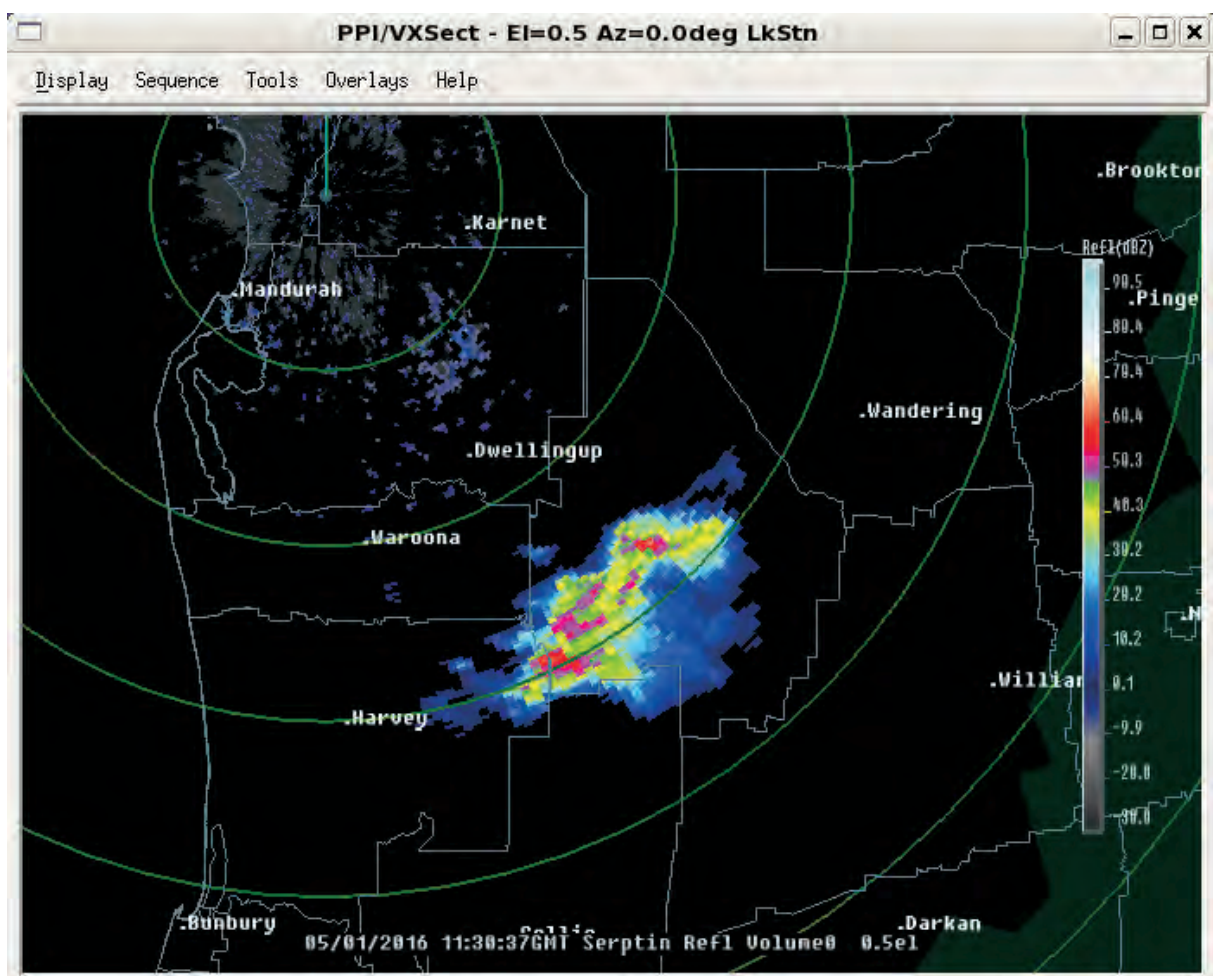 PPI/VXSect - El=0.5 Az=0.0deg LkStn
Display Sequence Tools Overlays Help
.Brookton
.Karnet
Refl(dBZ)
.Mandurah
90.5
.Pinge
80.4
70.4
.Wandering
60.4
.Dwellingup
50.3
40.3
.Waroona
30.2
20.2
.N
10.2
.Willian
0.1
.Harvey
-9.9
-20.0
-30.0
.Bunbury
.Darkan
05/01/2016 11:30:37GMT Serptin Refl Volume0 0.5el